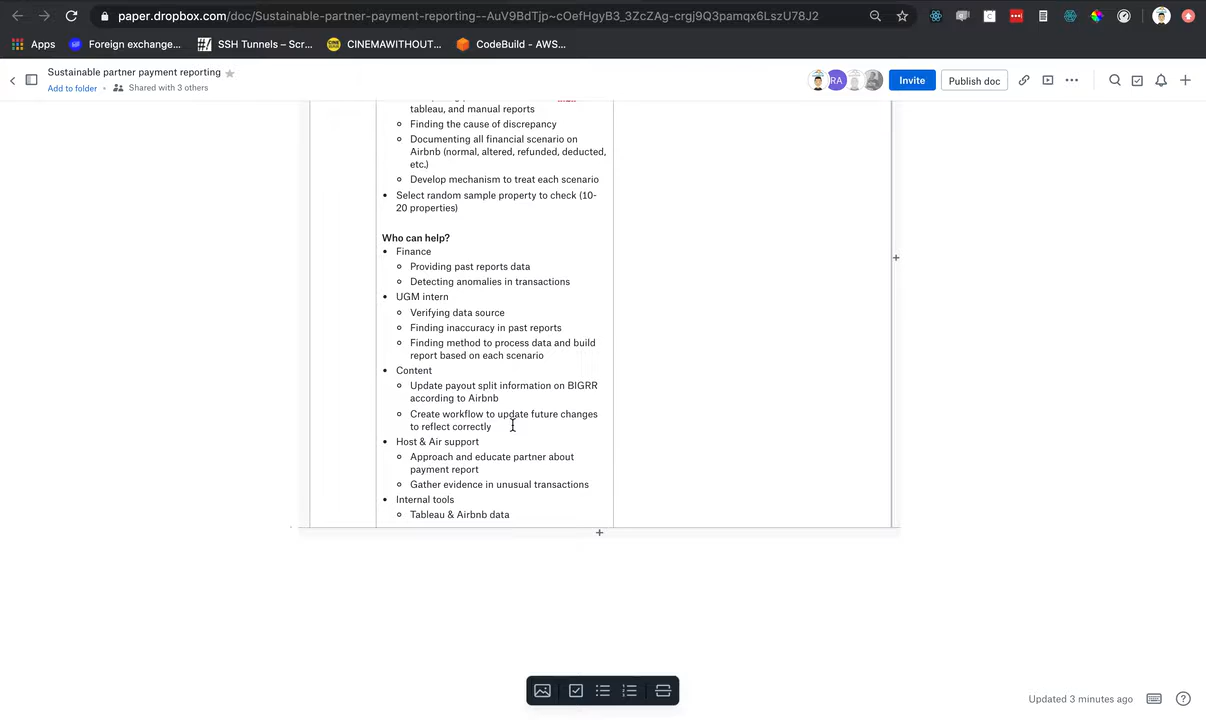 paper.dropbox.com/doc/Sustainable-partner-payment-reporting--AuV9BdTjp~cOefHgyB3_3ZcZAg-crgj9Q3pamqx6LszU78J2
Apps
Foreign exchange...
SSH Tunnels – Scr...
CINEMAWITHOUT...
CodeBuild - AWS...
Sustainable partner payment reporting
Add to folder • Shared with 3 others
RA
Invite
Publish doc
tableau, and manual reports
Finding the cause of discrepancy
Documenting all financial scenario on
Airbnb (normal, altered, refunded, deducted,
etc.)
Develop mechanism to treat each scenario
Select random sample property to check (10-
20 properties)
Who can help?
Finance
Providing past reports data
Detecting anomalies in transactions
UGM intern
Verifying data source
Finding inaccuracy in past reports
Finding method to process data and build
report based on each scenario
Content
Update payout split information on BIGRR
according to Airbnb
Create workflow to update future changes
to reflect correctly
Host & Air support
Approach and educate partner about
payment report
Gather evidence in unusual transactions
Internal tools
Tableau & Airbnb data
Updated 3 minutes ago